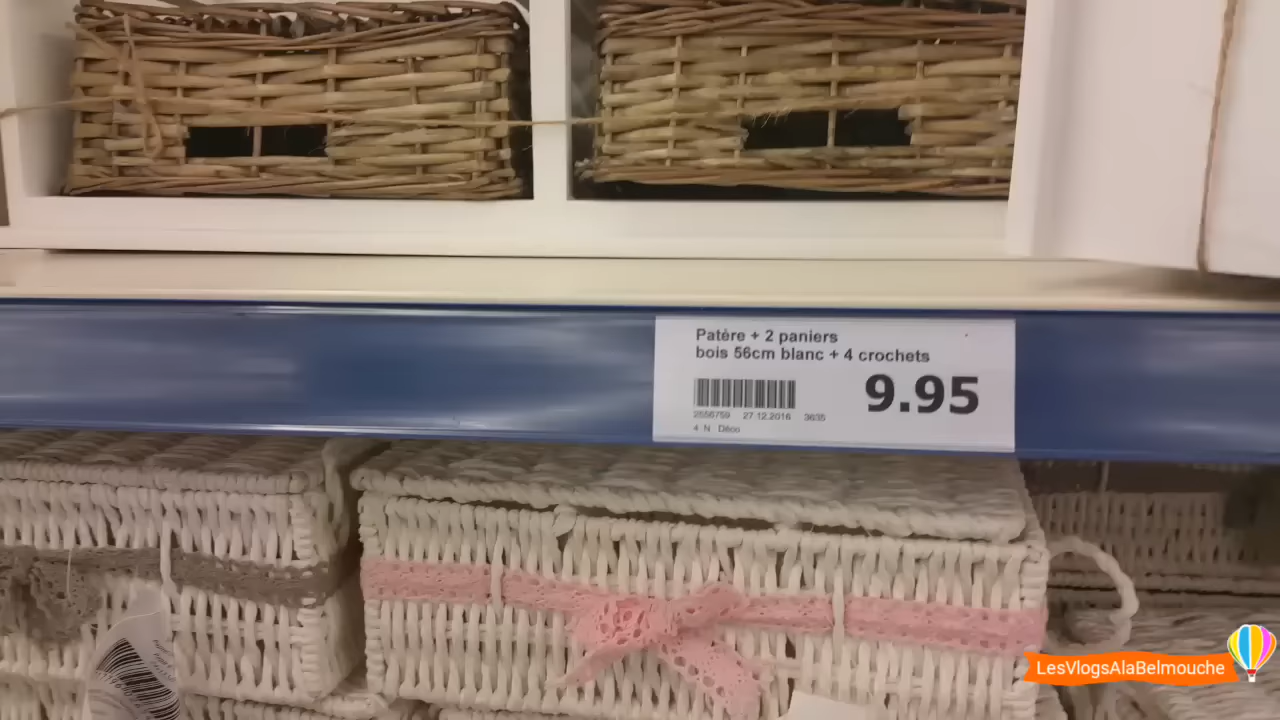 Patère + 2 paniers
bois 56cm blanc + 4 crochets
9.95
2556759 27.12.2016 3635
4 N Déco
LesVlogsAlaBelmouche